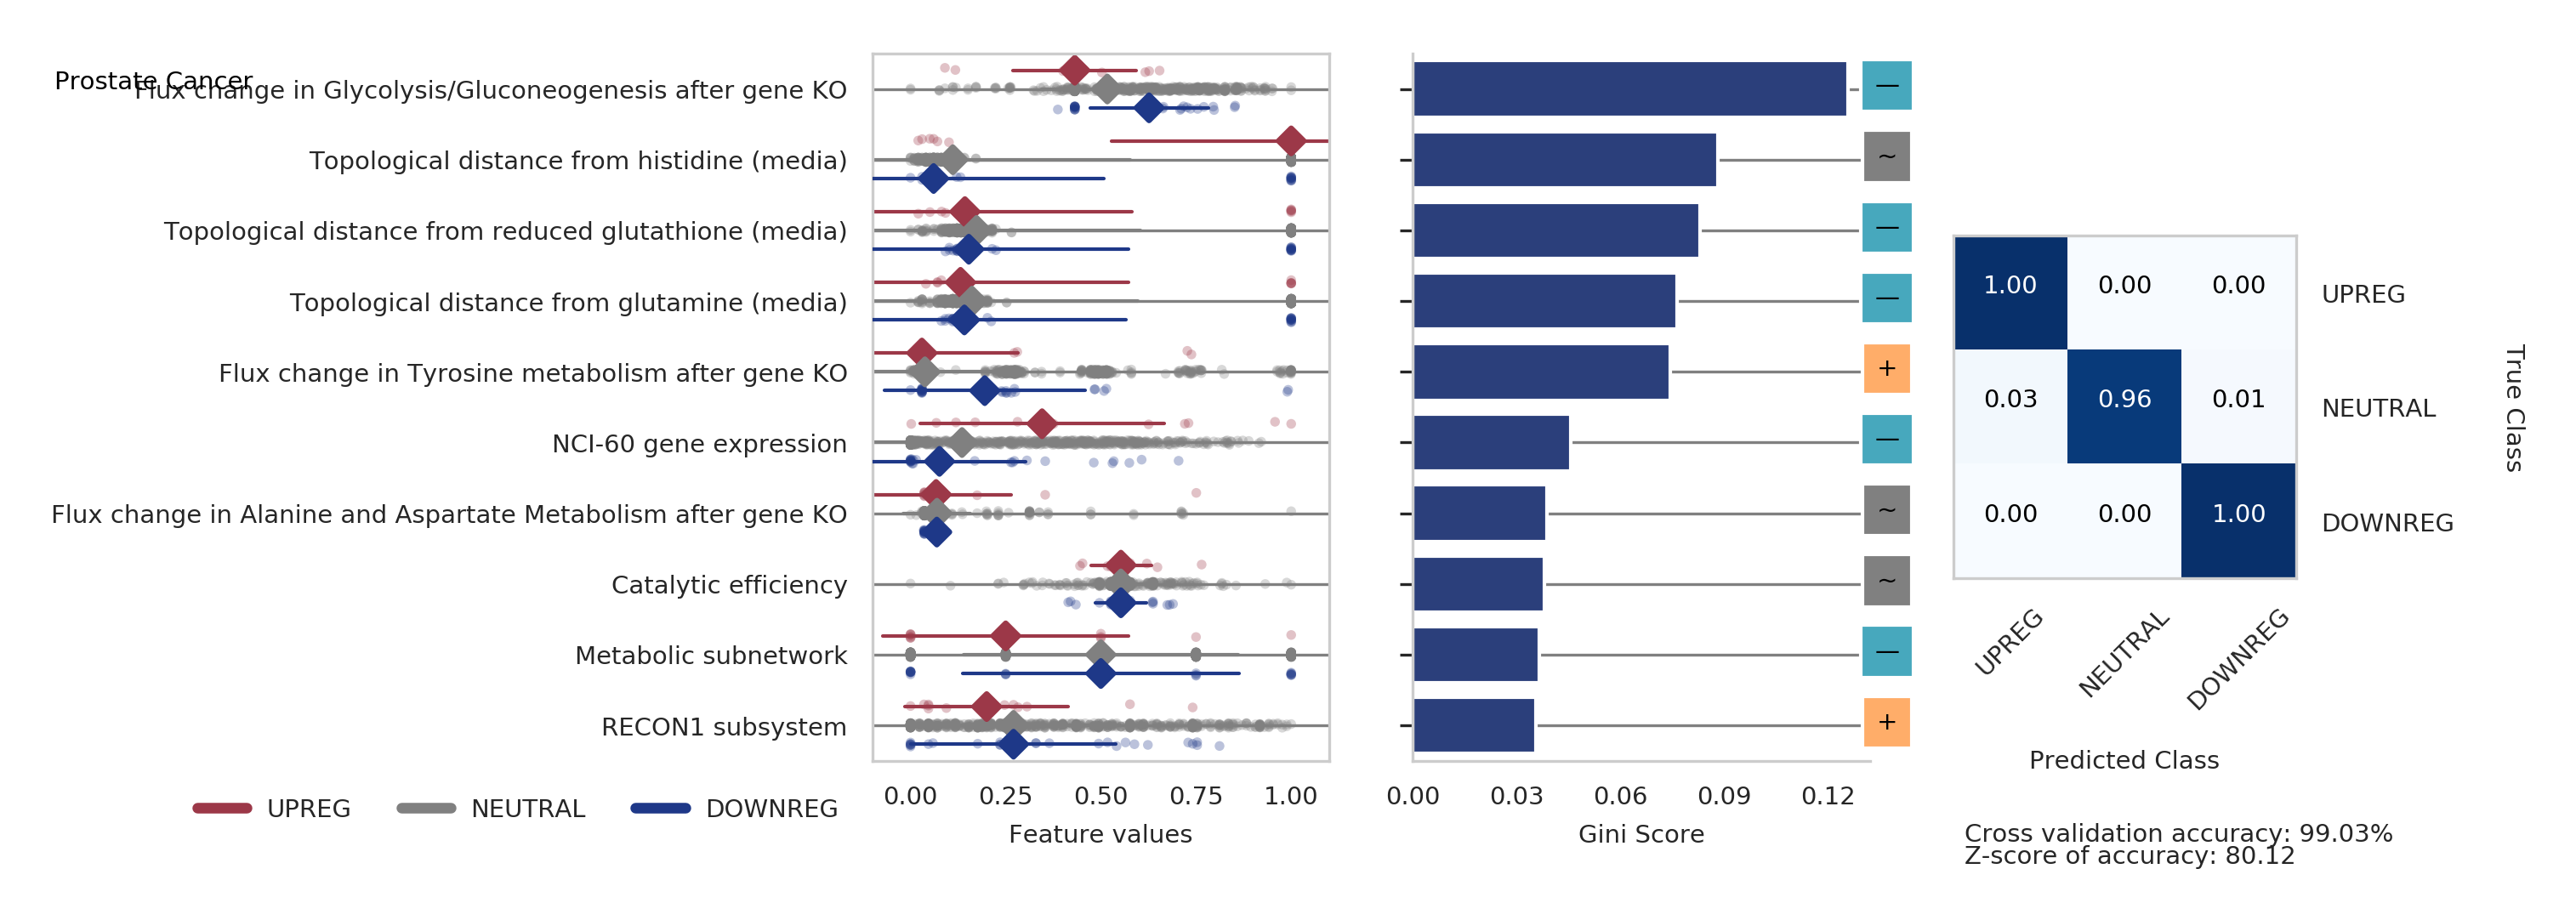 Prostate Cancer
Flux change in Glycolysis/Gluconeogenesis after gene KO
Topological distance from histidine (media)
Topological distance from reduced glutathione (media)
Topological distance from glutamine (media)
Flux change in Tyrosine metabolism after gene KO
NCI-60 gene expression
Flux change in Alanine and Aspartate Metabolism after gene KO
Catalytic efficiency
Metabolic subnetwork
RECON1 subsystem
UPREG NEUTRAL DOWNREG
0.00 0.25 0.50 0.75 1.00
Feature values
—
~
—
—
+
—
~
~
—
+
0.00 0.03 0.06 0.09 0.12
Gini Score
1.00 0.00 0.00 UPREG
0.03 0.96 0.01 NEUTRAL
0.00 0.00 1.00 DOWNREG
True Class
UPREG NEUTRAL DOWNREG
Predicted Class
Cross validation accuracy: 99.03%
Z-score of accuracy: 80.12